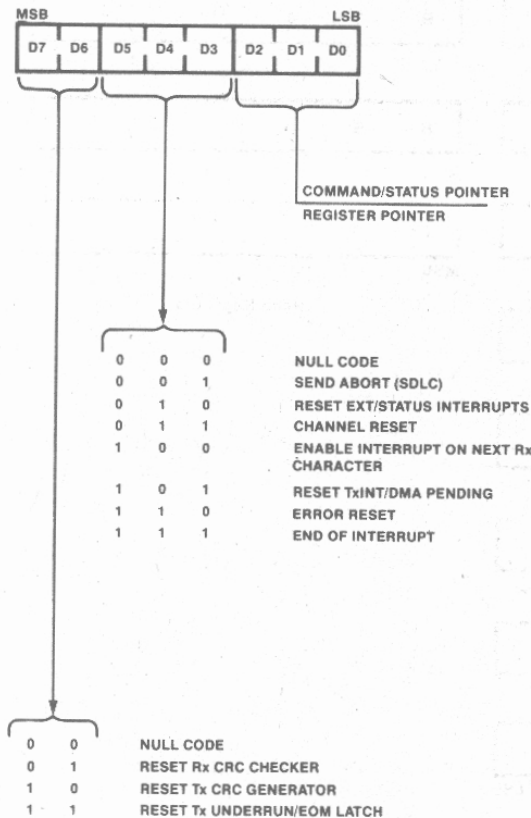 MSB LSB
D7 D6 D5 D4 D3 D2 D1 D0
COMMAND/STATUS POINTER
REGISTER POINTER
0 0 0 NULL CODE
0 0 1 SEND ABORT (SDLC)
0 1 0 RESET EXT/STATUS INTERRUPTS
0 1 1 CHANNEL RESET
1 0 0 ENABLE INTERRUPT ON NEXT Rx
CHARACTER
1 0 1 RESET TxINT/DMA PENDING
1 1 0 ERROR RESET
1 1 1 END OF INTERRUPT
0 0 NULL CODE
0 1 RESET Rx CRC CHECKER
1 0 RESET Tx CRC GENERATOR
1 1 RESET Tx UNDERRUN/EOM LATCH